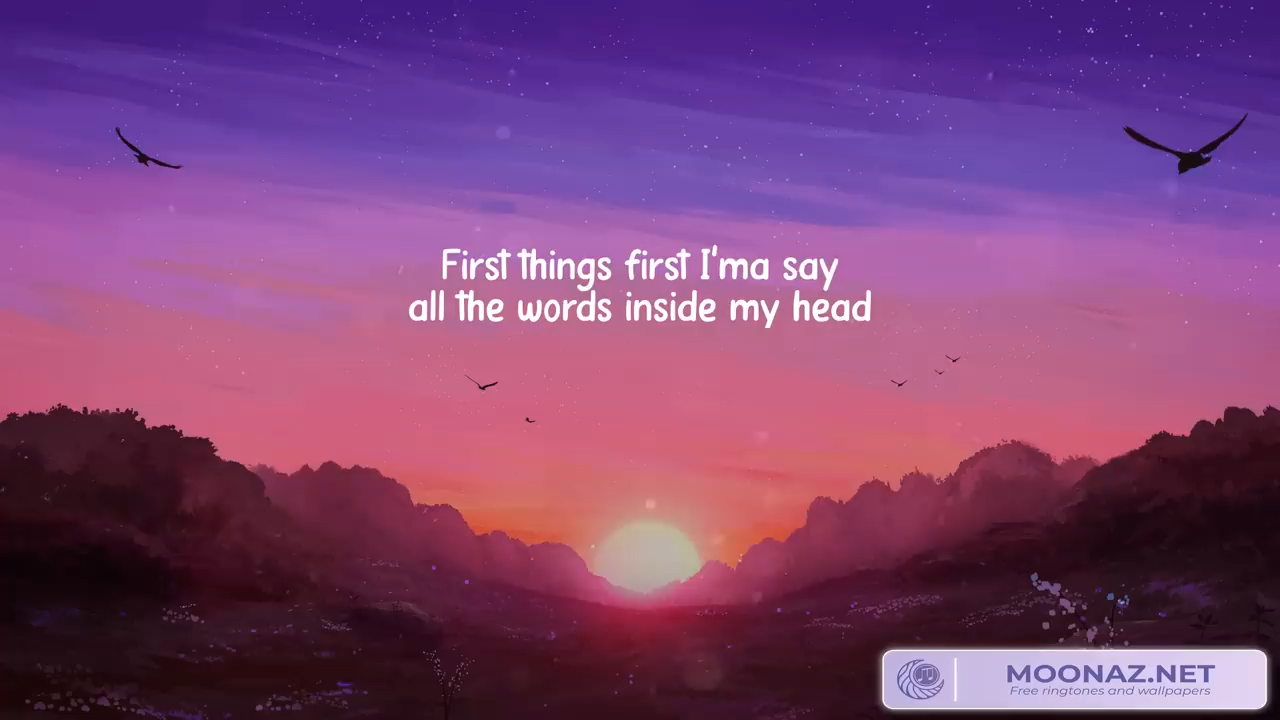 First things first I'ma say
all the words inside my head
MOONAZ.NET
Free ringtones and wallpapers